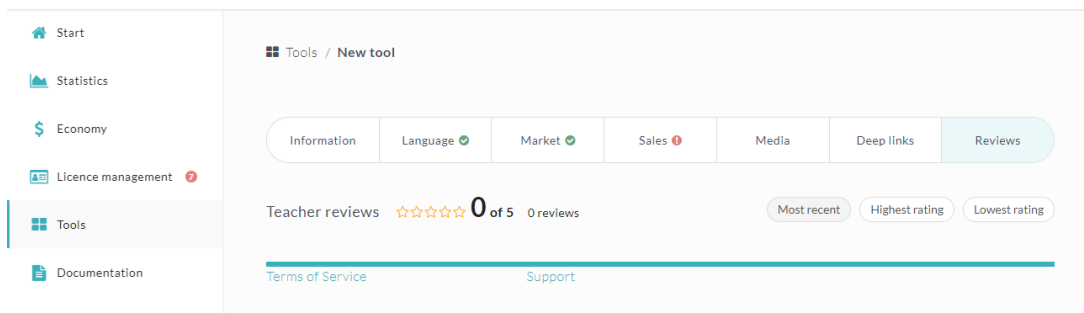 Start
Statistics
Economy
Licence management 7
Tools
Documentation
Tools / New tool
Information Language Market Sales Media Deep links Reviews
Teacher reviews 0 of 5 0 reviews
Most recent Highest rating Lowest rating
Terms of Service Support